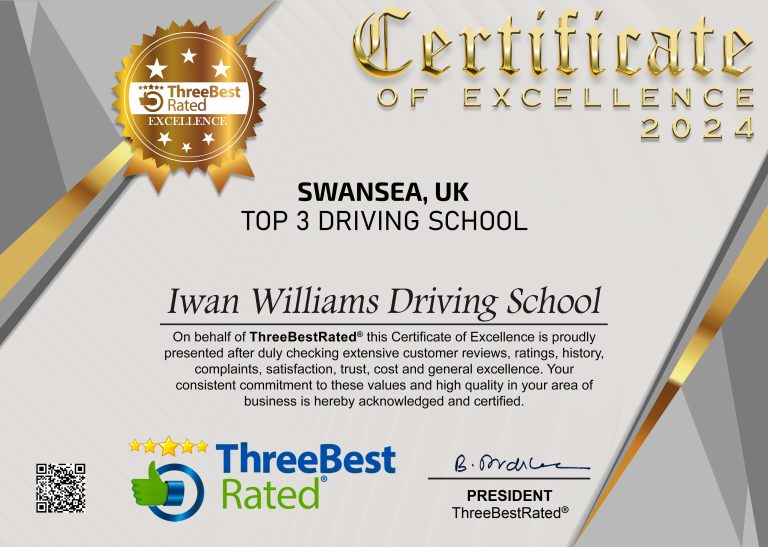 Certificate
OF EXCELLENCE
2024
ThreeBest
Rated
EXCELLENCE
SWANSEA, UK
TOP 3 DRIVING SCHOOL
Iwan Williams Driving School
On behalf of ThreeBestRated® this Certificate of Excellence is proudly
presented after duly checking extensive customer reviews, ratings, history,
complaints, satisfaction, trust, cost and general excellence. Your
consistent commitment to these values and high quality in your area of
business is hereby acknowledged and certified.
ThreeBest
Rated®
PRESIDENT
ThreeBestRated®